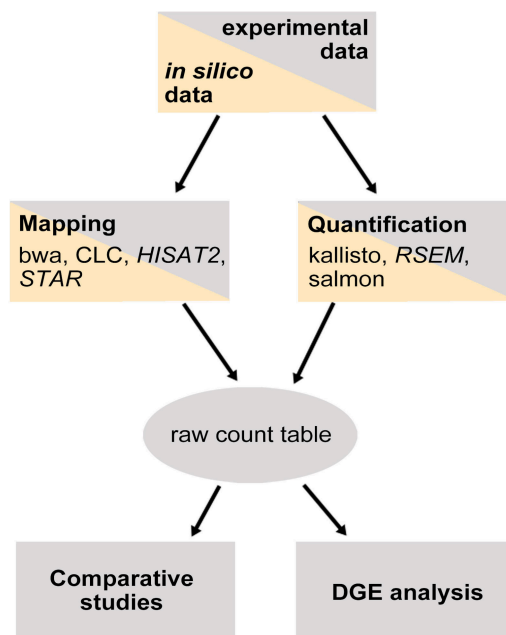 experimental
data
in silico
data
Mapping
bwa, CLC, HISAT2,
STAR
Quantification
kallisto, RSEM,
salmon
raw count table
Comparative
studies
DGE analysis